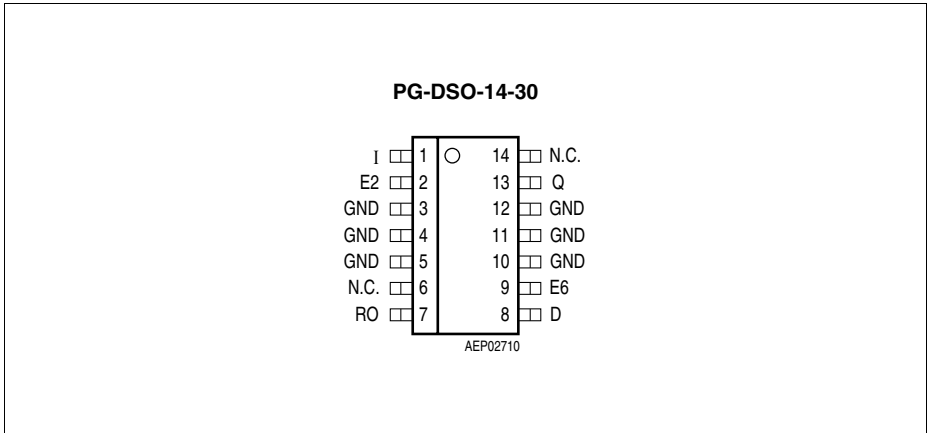 PG-DSO-14-30
I 1 14 N.C.
E2 2 13 Q
GND 3 12 GND
GND 4 11 GND
GND 5 10 GND
N.C. 6 9 E6
RO 7 8 D
AEP02710